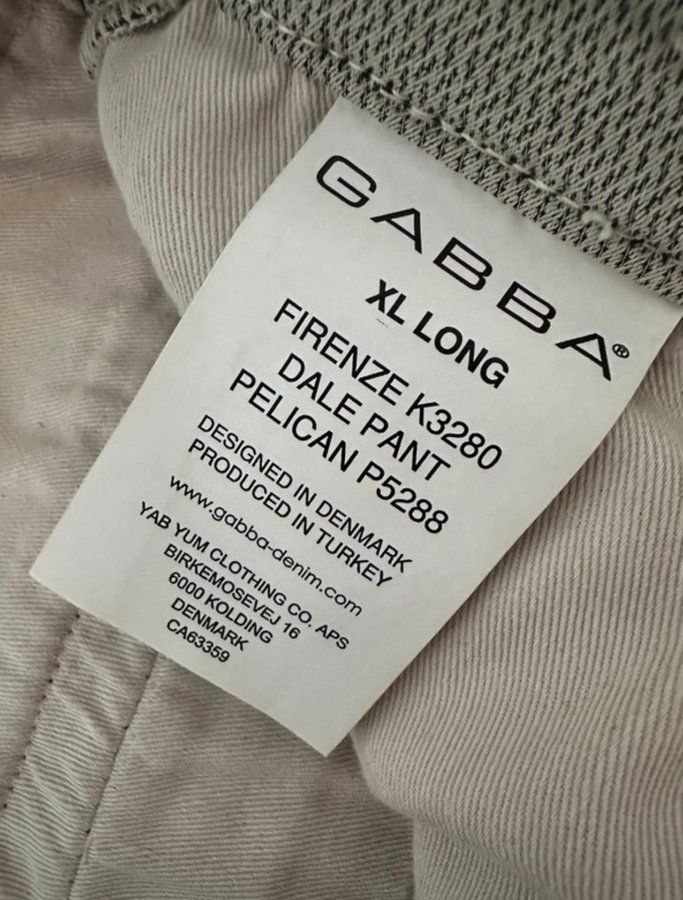 GABBA®
XL LONG
FIRENZE K3280
DALE PANT
PELICAN P5288
DESIGNED IN DENMARK
PRODUCED IN TURKEY
www.gabba-denim.com
YAB YUM CLOTHING CO. APS
BIRKEMOSEVEJ 16
6000 KOLDING
DENMARK
CA63359